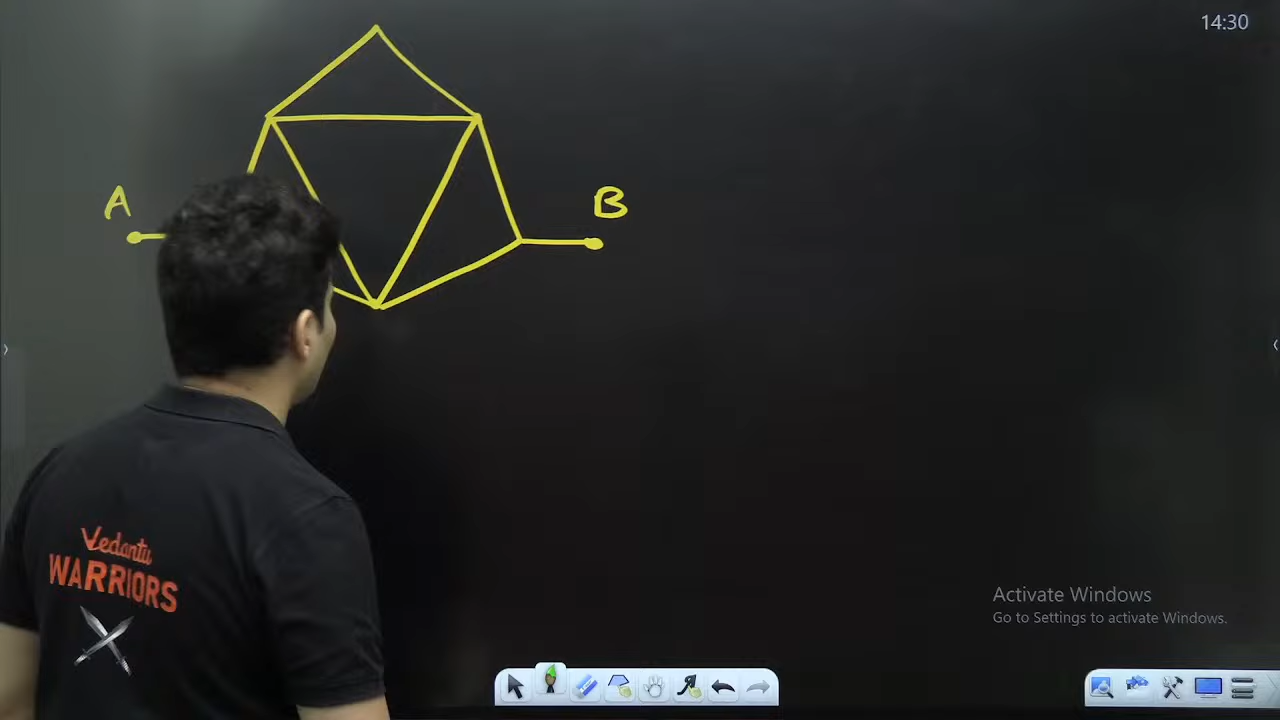 14:30
A
B
Vedantu
WARRIORS
Activate Windows
Go to Settings to activate Windows.